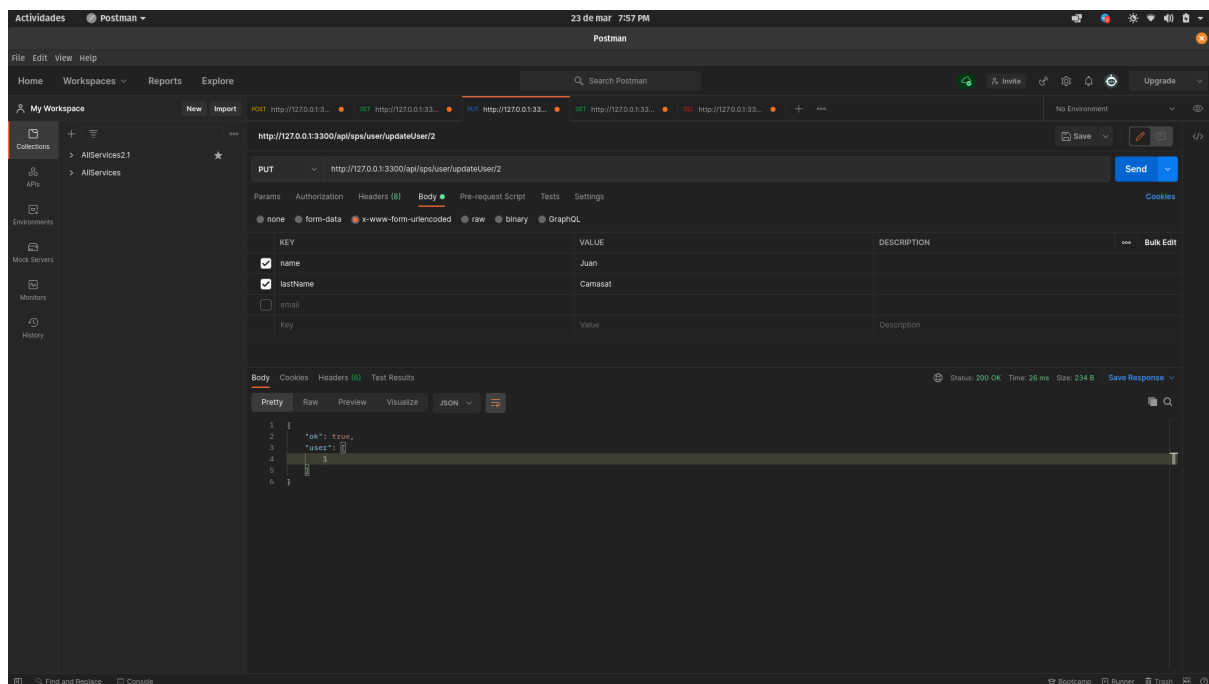 Actividades Postman 23 de mar 7:57 PM
Postman
File Edit View Help
Home Workspaces Reports Explore Search Postman Invite Upgrade
My Workspace New Import POST http://127.0.0.1:3... GET http://127.0.0.1:33... PUT http://127.0.0.1:33... GET http://127.0.0.1:33... DEL http://127.0.0.1:33... No Environment
http://127.0.0.1:3300/api/sps/user/updateUser/2 Save
Collections
AllServices2.1
AllServices
APIs
Environments
Mock Servers
Monitors
History
PUT http://127.0.0.1:3300/api/sps/user/updateUser/2 Send
Params Authorization Headers (8) Body Pre-request Script Tests Settings Cookies
none form-data x-www-form-urlencoded raw binary GraphQL
KEY VALUE DESCRIPTION Bulk Edit
name Juan
lastName Camasat
email
Key Value Description
Body Cookies Headers (6) Test Results Status: 200 OK Time: 26 ms Size: 234 B Save Response
Pretty Raw Preview Visualize JSON
1 {
2 "ok": true,
3 "user": [
4 1
5 ]
6 }
Find and Replace Console Bootcamp Runner Trash